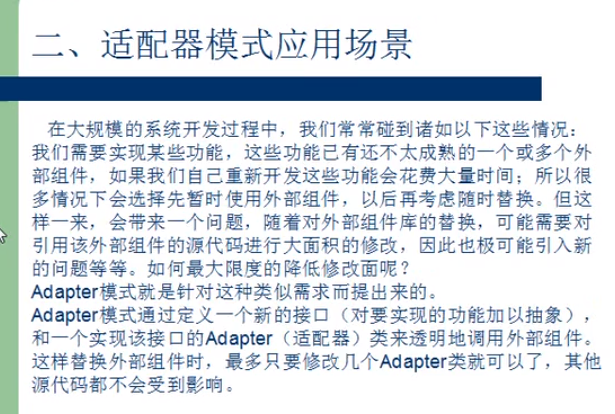 二、适配器模式应用场景
在大规模的系统开发过程中，我们常常碰到诸如以下这些情况：
我们需要实现某些功能，这些功能已有还不太成熟的一个或多个外
部组件，如果我们自己重新开发这些功能会花费大量时间；所以很
多情况下会选择先暂时使用外部组件，以后再考虑随时替换。但这
样一来，会带来一个问题，随着对外部组件库的替换，可能需要对
引用该外部组件的源代码进行大面积的修改，因此也极可能引入新
的问题等等。如何最大限度的降低修改面呢？
Adapter模式就是针对这种类似需求而提出来的。
Adapter模式通过定义一个新的接口（对要实现的功能加以抽象），
和一个实现该接口的Adapter（适配器）类来透明地调用外部组件。
这样替换外部组件时，最多只要修改几个Adapter类就可以了，其他
源代码都不会受到影响。